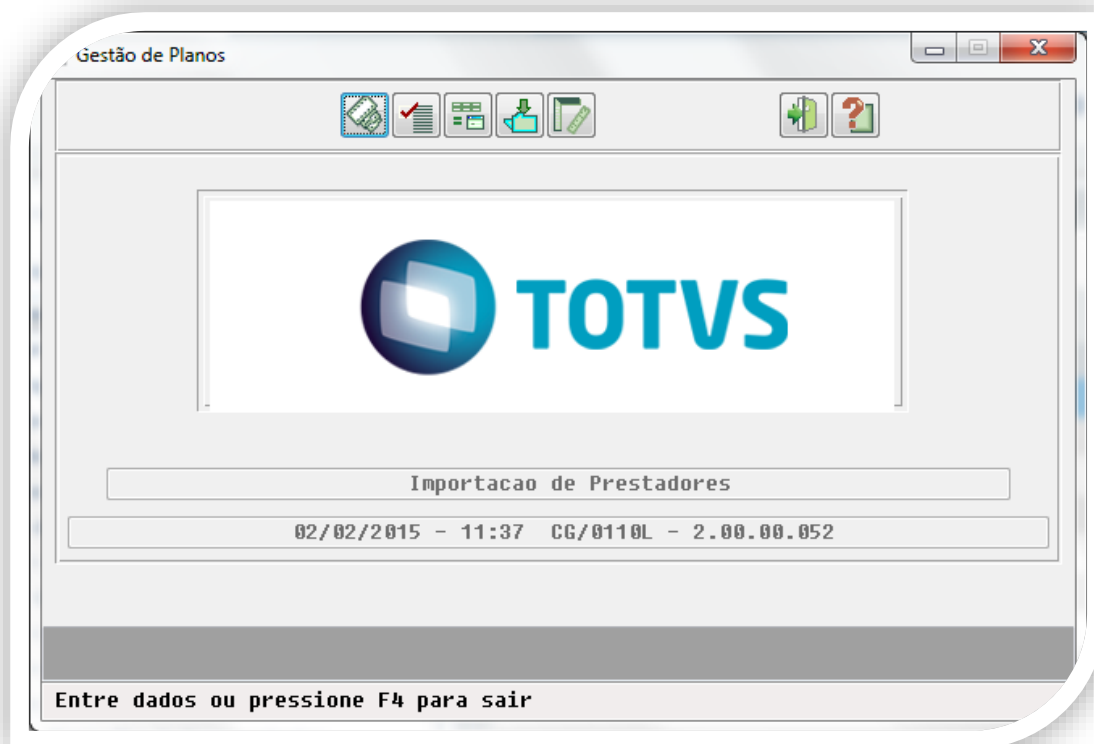 Gestão de Planos
TOTVS
Importacao de Prestadores
02/02/2015 - 11:37 CG/0110L - 2.00.00.052
Entre dados ou pressione F4 para sair